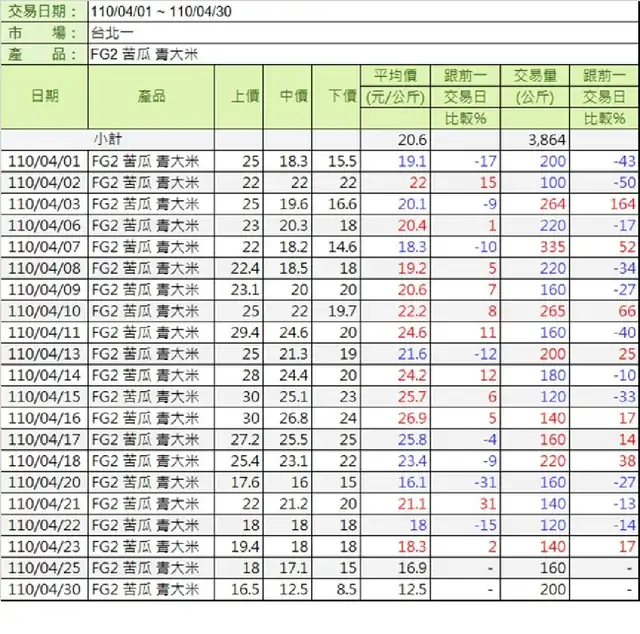 交易日期： 110/04/01 ~ 110/04/30
市　　場： 台北一
產　　品： FG2 苦瓜 青大米
日期 產品 上價 中價 下價 平均價 (元/公斤) 跟前一 交易日 比較% 交易量 (公斤) 跟前一 交易日 比較%
小計 20.6 3,864
110/04/01 FG2 苦瓜 青大米 25 18.3 15.5 19.1 -17 200 -43
110/04/02 FG2 苦瓜 青大米 22 22 22 22 15 100 -50
110/04/03 FG2 苦瓜 青大米 25 19.6 16.6 20.1 -9 264 164
110/04/06 FG2 苦瓜 青大米 23 20.3 18 20.4 1 220 -17
110/04/07 FG2 苦瓜 青大米 22 18.2 14.6 18.3 -10 335 52
110/04/08 FG2 苦瓜 青大米 22.4 18.5 18 19.2 5 220 -34
110/04/09 FG2 苦瓜 青大米 23.1 20 20 20.6 7 160 -27
110/04/10 FG2 苦瓜 青大米 25 22 19.7 22.2 8 265 66
110/04/11 FG2 苦瓜 青大米 29.4 24.6 20 24.6 11 160 -40
110/04/13 FG2 苦瓜 青大米 25 21.3 19 21.6 -12 200 25
110/04/14 FG2 苦瓜 青大米 28 24.4 20 24.2 12 180 -10
110/04/15 FG2 苦瓜 青大米 30 25.1 23 25.7 6 120 -33
110/04/16 FG2 苦瓜 青大米 30 26.8 24 26.9 5 140 17
110/04/17 FG2 苦瓜 青大米 27.2 25.5 25 25.8 -4 160 14
110/04/18 FG2 苦瓜 青大米 25.4 23.1 22 23.4 -9 220 38
110/04/20 FG2 苦瓜 青大米 17.6 16 15 16.1 -31 160 -27
110/04/21 FG2 苦瓜 青大米 22 21.2 20 21.1 31 140 -13
110/04/22 FG2 苦瓜 青大米 18 18 18 18 -15 120 -14
110/04/23 FG2 苦瓜 青大米 19.4 18 18 18.3 2 140 17
110/04/25 FG2 苦瓜 青大米 18 17.1 15 16.9 - 160 -
110/04/30 FG2 苦瓜 青大米 16.5 12.5 8.5 12.5 - 200 -